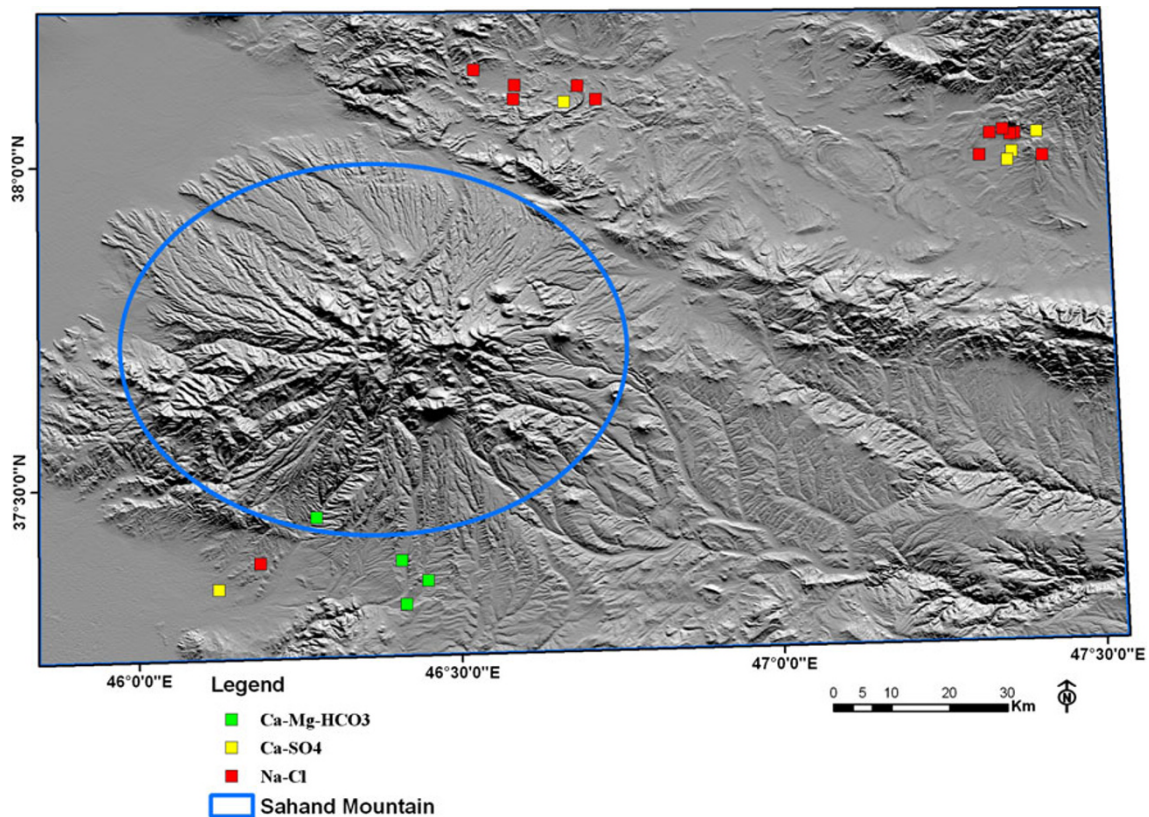 38°0'0"N
37°30'0"N
46°0'0"E
46°30'0"E
47°0'0"E
47°30'0"E
Legend
Ca-Mg-HCO3
Ca-SO4
Na-Cl
Sahand Mountain
0 5 10 20 30
Km
N